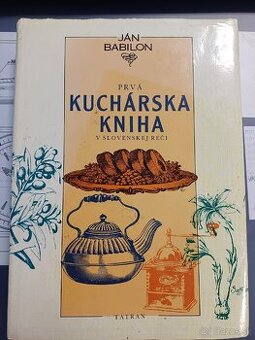 JÁN
BABILON
PRVÁ
KUCHÁRSKA
KNIHA
V SLOVENSKEJ REČI
TATRAN